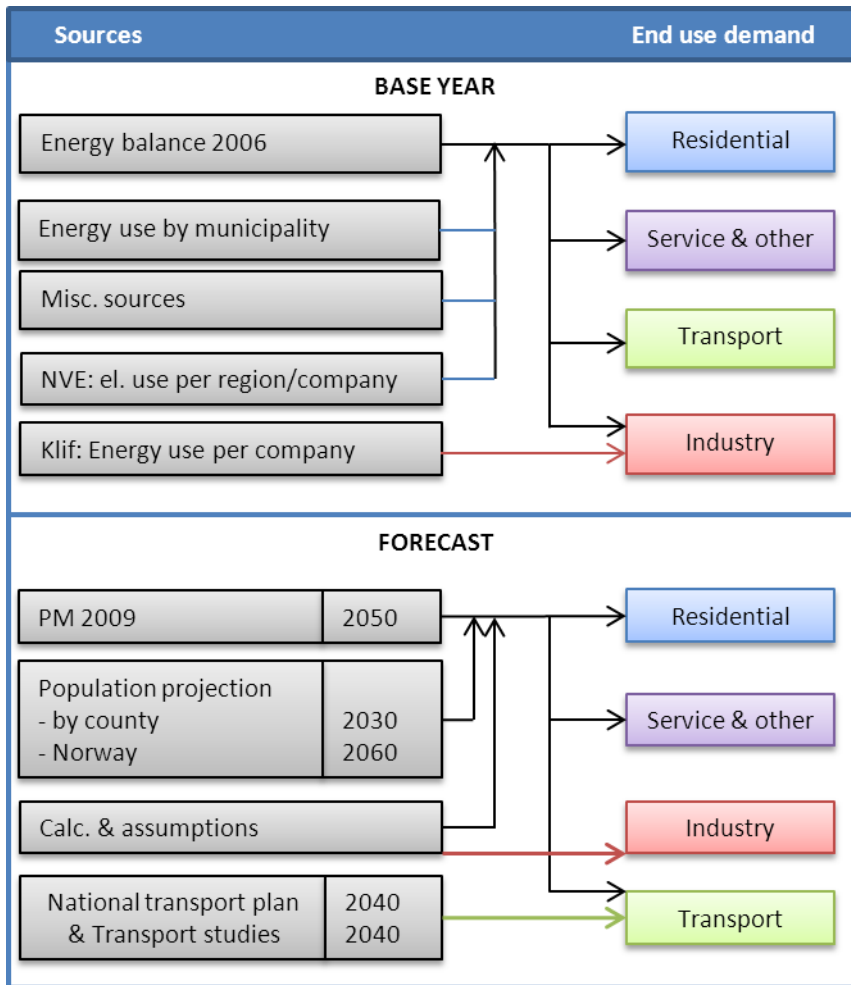 Sources
End use demand
BASE YEAR
Energy balance 2006
Residential
Energy use by municipality
Service & other
Misc. sources
Transport
NVE: el. use per region/company
Klif: Energy use per company
Industry
FORECAST
PM 2009
2050
Residential
Population projection
- by county
2030
- Norway
2060
Service & other
Calc. & assumptions
Industry
National transport plan
2040
& Transport studies
2040
Transport